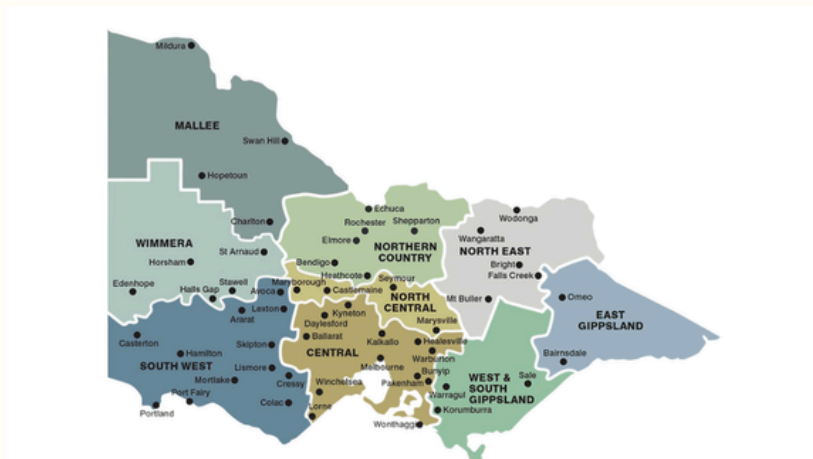 Mildura
MALLEE
Swan Hill
Hopetoun
Charlton
Echuca
Rochester
Shepparton
Elmore
NORTHERN
COUNTRY
Bendigo
Heathcote
WIMMERA
St Arnaud
Horsham
Edenhope
Halls Gap
Stawell
Wodonga
Wangaratta
NORTH EAST
Bright
Falls Creek
Mt Buller
Maryborough
Castlemaine
Seymour
NORTH
CENTRAL
Marysville
Avoca
Lexton
Ararat
Casterton
Hamilton
SOUTH WEST
Skipton
Lismore
Mortlake
Cressy
Port Fairy
Portland
Colac
Kyneton
Daylesford
Ballarat
CENTRAL
Kalkallo
Healesville
Warburton
Melbourne
Bunyip
Pakenham
Winchelsea
Lorne
Wonthaggi
Omeo
EAST
GIPPSLAND
Bairnsdale
WEST &
SOUTH
GIPPSLAND
Sale
Warragul
Korumburra